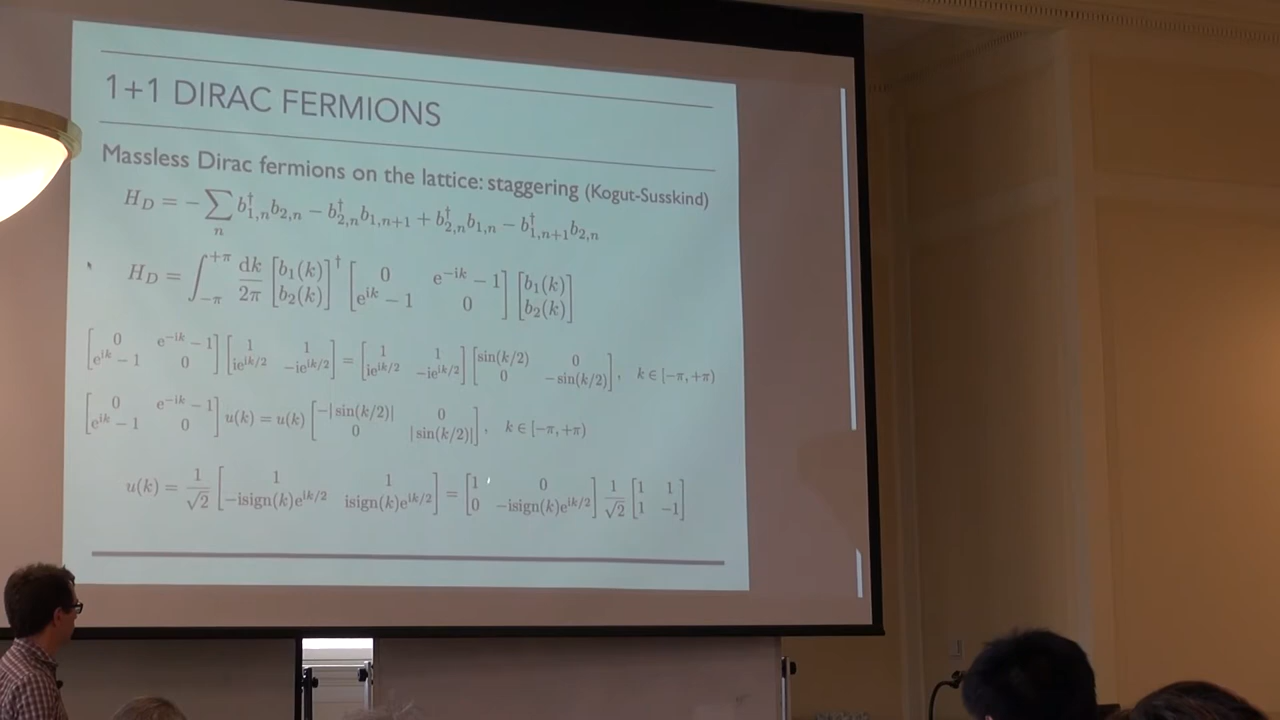 1+1 DIRAC FERMIONS
Massless Dirac fermions on the lattice: staggering (Kogut-Susskind)
H_D = −∑_n b†_{1,n} b_{2,n} − b†_{2,n} b_{1,n+1} + b†_{2,n} b_{1,n} − b†_{1,n+1} b_{2,n}
H_D = ∫_{−π}^{+π} dk/2π [b_1(k) ; b_2(k)]† [0, e^{−ik} − 1 ; e^{ik} − 1, 0] [b_1(k) ; b_2(k)]
[0, e^{−ik} − 1 ; e^{ik} − 1, 0] [1, 1 ; ie^{ik/2}, −ie^{ik/2}] = [1, 1 ; ie^{ik/2}, −ie^{ik/2}] [sin(k/2), 0 ; 0, −sin(k/2)], k ∈ [−π, +π)
[0, e^{−ik} − 1 ; e^{ik} − 1, 0] u(k) = u(k) [−|sin(k/2)|, 0 ; 0, |sin(k/2)|], k ∈ [−π, +π)
u(k) = 1/√2 [1, 1 ; −isign(k)e^{ik/2}, isign(k)e^{ik/2}] = [1, 0 ; 0, −isign(k)e^{ik/2}] 1/√2 [1, 1 ; 1, −1]